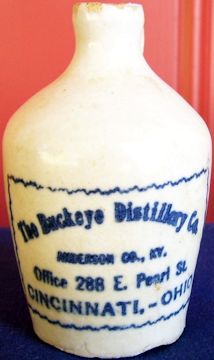 The Buckeye Distillery Co.
ANDERSON CO., KY.
Office 288 E. Pearl St.
CINCINNATI,-OHIO